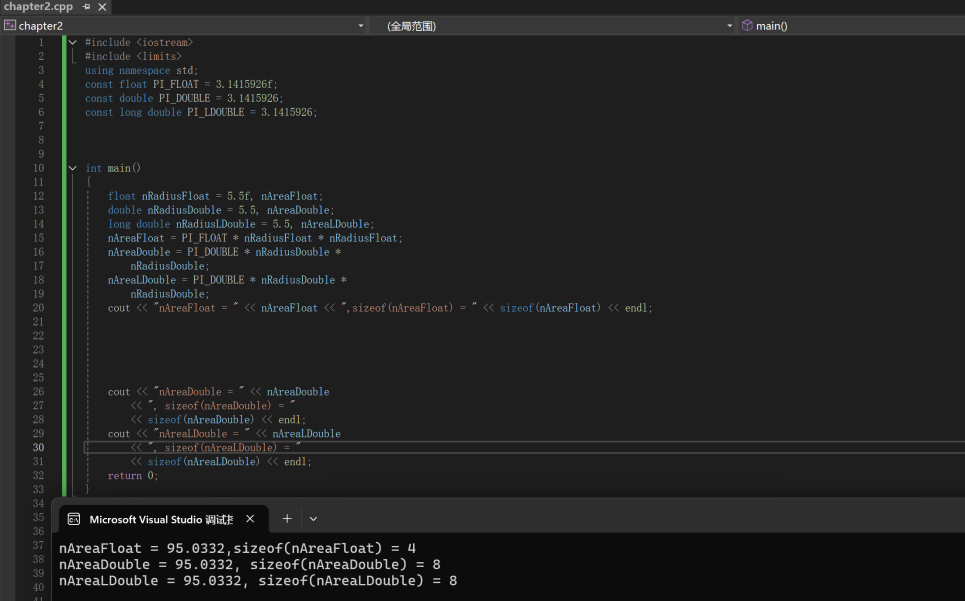 chapter2.cpp
chapter2 (全局范围) main()
1 #include <iostream>
2 #include <limits>
3 using namespace std;
4 const float PI_FLOAT = 3.1415926f;
5 const double PI_DOUBLE = 3.1415926;
6 const long double PI_LDOUBLE = 3.1415926;
7
8
9
10 int main()
11 {
12 float nRadiusFloat = 5.5f, nAreaFloat;
13 double nRadiusDouble = 5.5, nAreaDouble;
14 long double nRadiusLDouble = 5.5, nAreaLDouble;
15 nAreaFloat = PI_FLOAT * nRadiusFloat * nRadiusFloat;
16 nAreaDouble = PI_DOUBLE * nRadiusDouble *
17 nRadiusDouble;
18 nAreaLDouble = PI_DOUBLE * nRadiusDouble *
19 nRadiusDouble;
20 cout << "nAreaFloat = " << nAreaFloat << ",sizeof(nAreaFloat) = " << sizeof(nAreaFloat) << endl;
21
22
23
24
25
26 cout << "nAreaDouble = " << nAreaDouble
27 << ", sizeof(nAreaDouble) = "
28 << sizeof(nAreaDouble) << endl;
29 cout << "nAreaLDouble = " << nAreaLDouble
30 << ", sizeof(nAreaLDouble) = "
31 << sizeof(nAreaLDouble) << endl;
32 return 0;
33 }
34
35 Microsoft Visual Studio 调试
36
37
nAreaFloat = 95.0332,sizeof(nAreaFloat) = 4
38
nAreaDouble = 95.0332, sizeof(nAreaDouble) = 8
39
nAreaLDouble = 95.0332, sizeof(nAreaLDouble) = 8
40